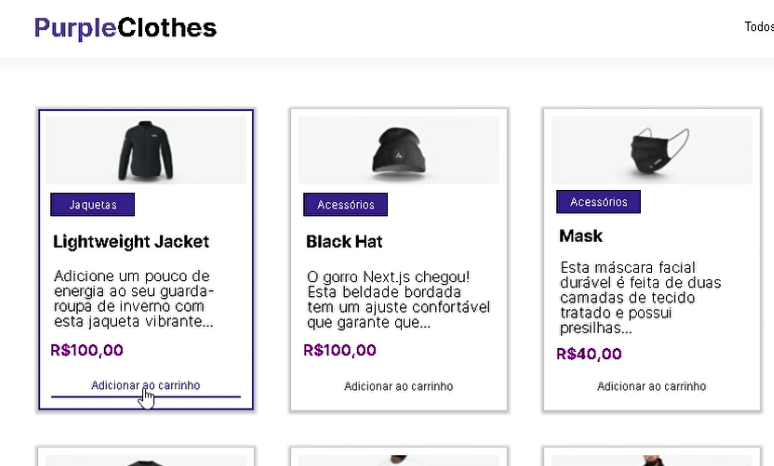 PurpleClothes
Todos
Jaquetas
Lightweight Jacket
Adicione um pouco de
energia ao seu guarda-
roupa de inverno com
esta jaqueta vibrante...
R$100,00
Adicionar ao carrinho
Acessórios
Black Hat
O gorro Next.js chegou!
Esta beldade bordada
tem um ajuste confortável
que garante que...
R$100,00
Adicionar ao carrinho
Acessórios
Mask
Esta máscara facial
durável é feita de duas
camadas de tecido
tratado e possui
presilhas...
R$40,00
Adicionar ao carrinho